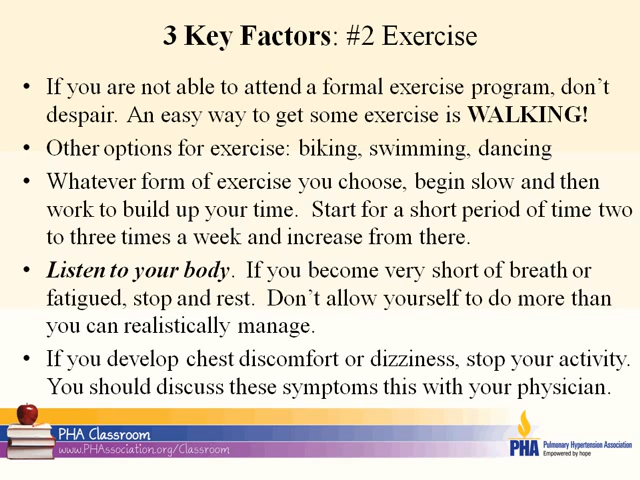 3 Key Factors: #2 Exercise
• If you are not able to attend a formal exercise program, don't
despair. An easy way to get some exercise is WALKING!
• Other options for exercise: biking, swimming, dancing
• Whatever form of exercise you choose, begin slow and then
work to build up your time. Start for a short period of time two
to three times a week and increase from there.
• Listen to your body. If you become very short of breath or
fatigued, stop and rest. Don't allow yourself to do more than
you can realistically manage.
• If you develop chest discomfort or dizziness, stop your activity.
You should discuss these symptoms this with your physician.
PHA Classroom
www.PHAssociation.org/Classroom
PHA
Pulmonary Hypertension Association
Empowered by hope